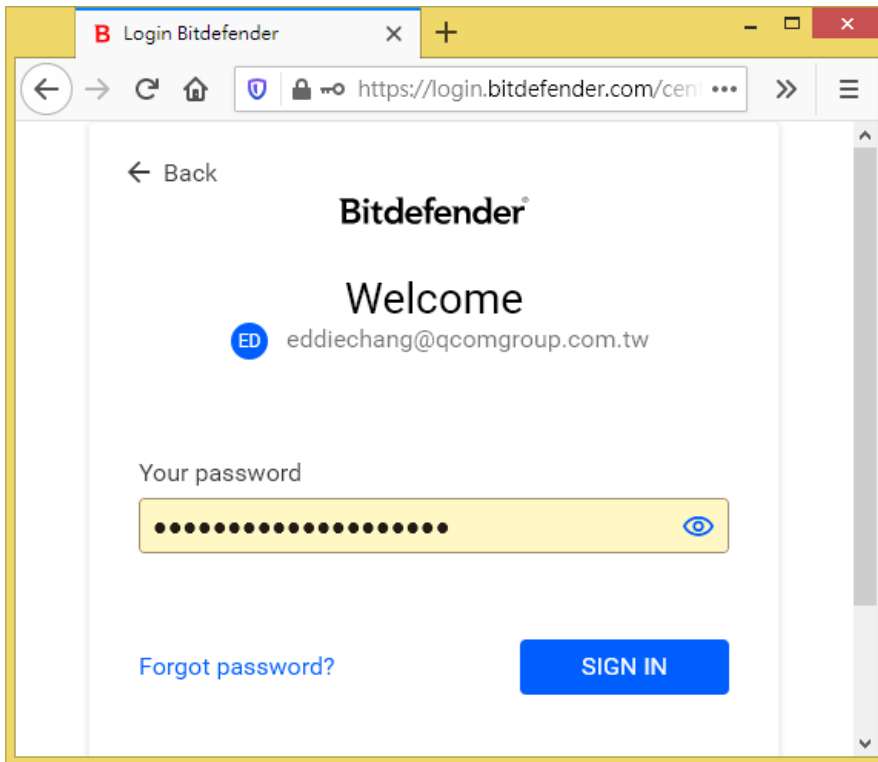 Login Bitdefender
https://login.bitdefender.com/cen
Back
Bitdefender
Welcome
ED eddiechang@qcomgroup.com.tw
Your password
Forgot password? SIGN IN